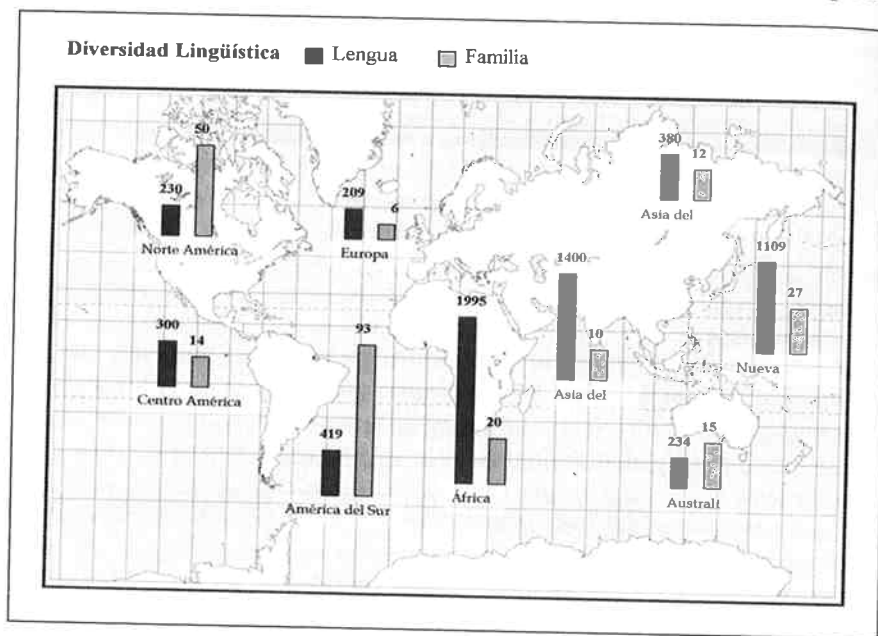 Diversidad Lingüística Lengua Familia
50
230
Norte América
209
6
Europa
380
12
Asia del
1400
10
Asia del
1109
27
Nueva
300
14
Centro América
93
419
América del Sur
1995
20
África
234
15
Australi